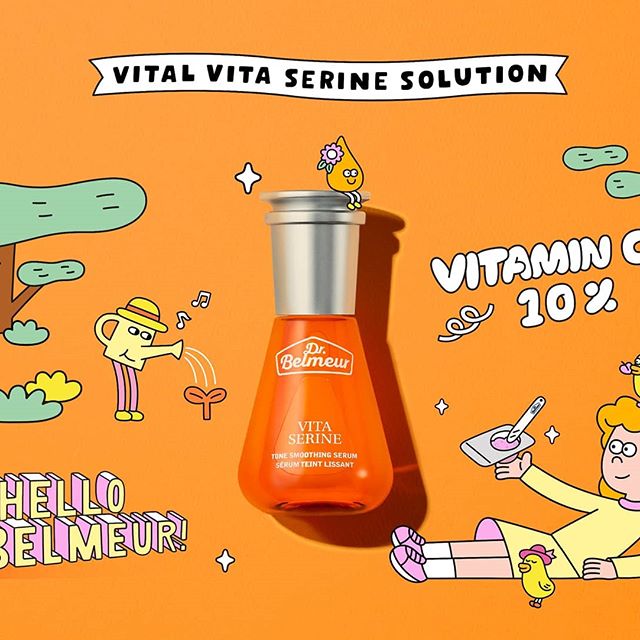 VITAL VITA SERINE SOLUTION
VITAMIN C
10%
Dr.
Belmeur
VITA
SERINE
TONE SMOOTHING SERUM
SÉRUM TEINT LISSANT
HELLO
BELMEUR!